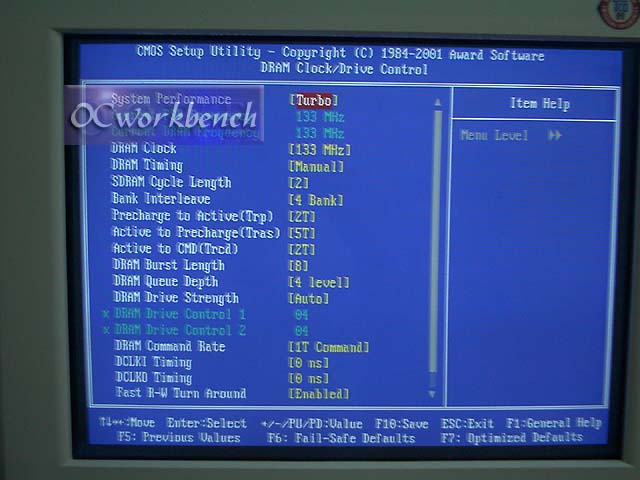 CMOS Setup Utility - Copyright (C) 1984-2001 Award Software
DRAM Clock/Drive Control
System Performance [Turbo]
Item Help
OCworkbench
133 MHz
Current DRAM Frequency 133 MHz
Menu Level ►►
DRAM Clock [133 MHz]
DRAM Timing [Manual]
SDRAM Cycle Length [2]
Bank Interleave [4 Bank]
Precharge to Active(Trp) [2T]
Active to Precharge(Tras) [5T]
Active to CMD(Trcd) [2T]
DRAM Burst Length [8]
DRAM Queue Depth [4 level]
DRAM Drive Strength [Auto]
x DRAM Drive Control 1 04
x DRAM Drive Control 2 04
DRAM Command Rate [1T Command]
DCLKI Timing [0 ns]
DCLKO Timing [0 ns]
Fast R-W Turn Around [Enabled]
↑↓→←:Move Enter:Select +/-/PU/PD:Value F10:Save ESC:Exit F1:General Help
F5: Previous Values F6: Fail-Safe Defaults F7: Optimized Defaults